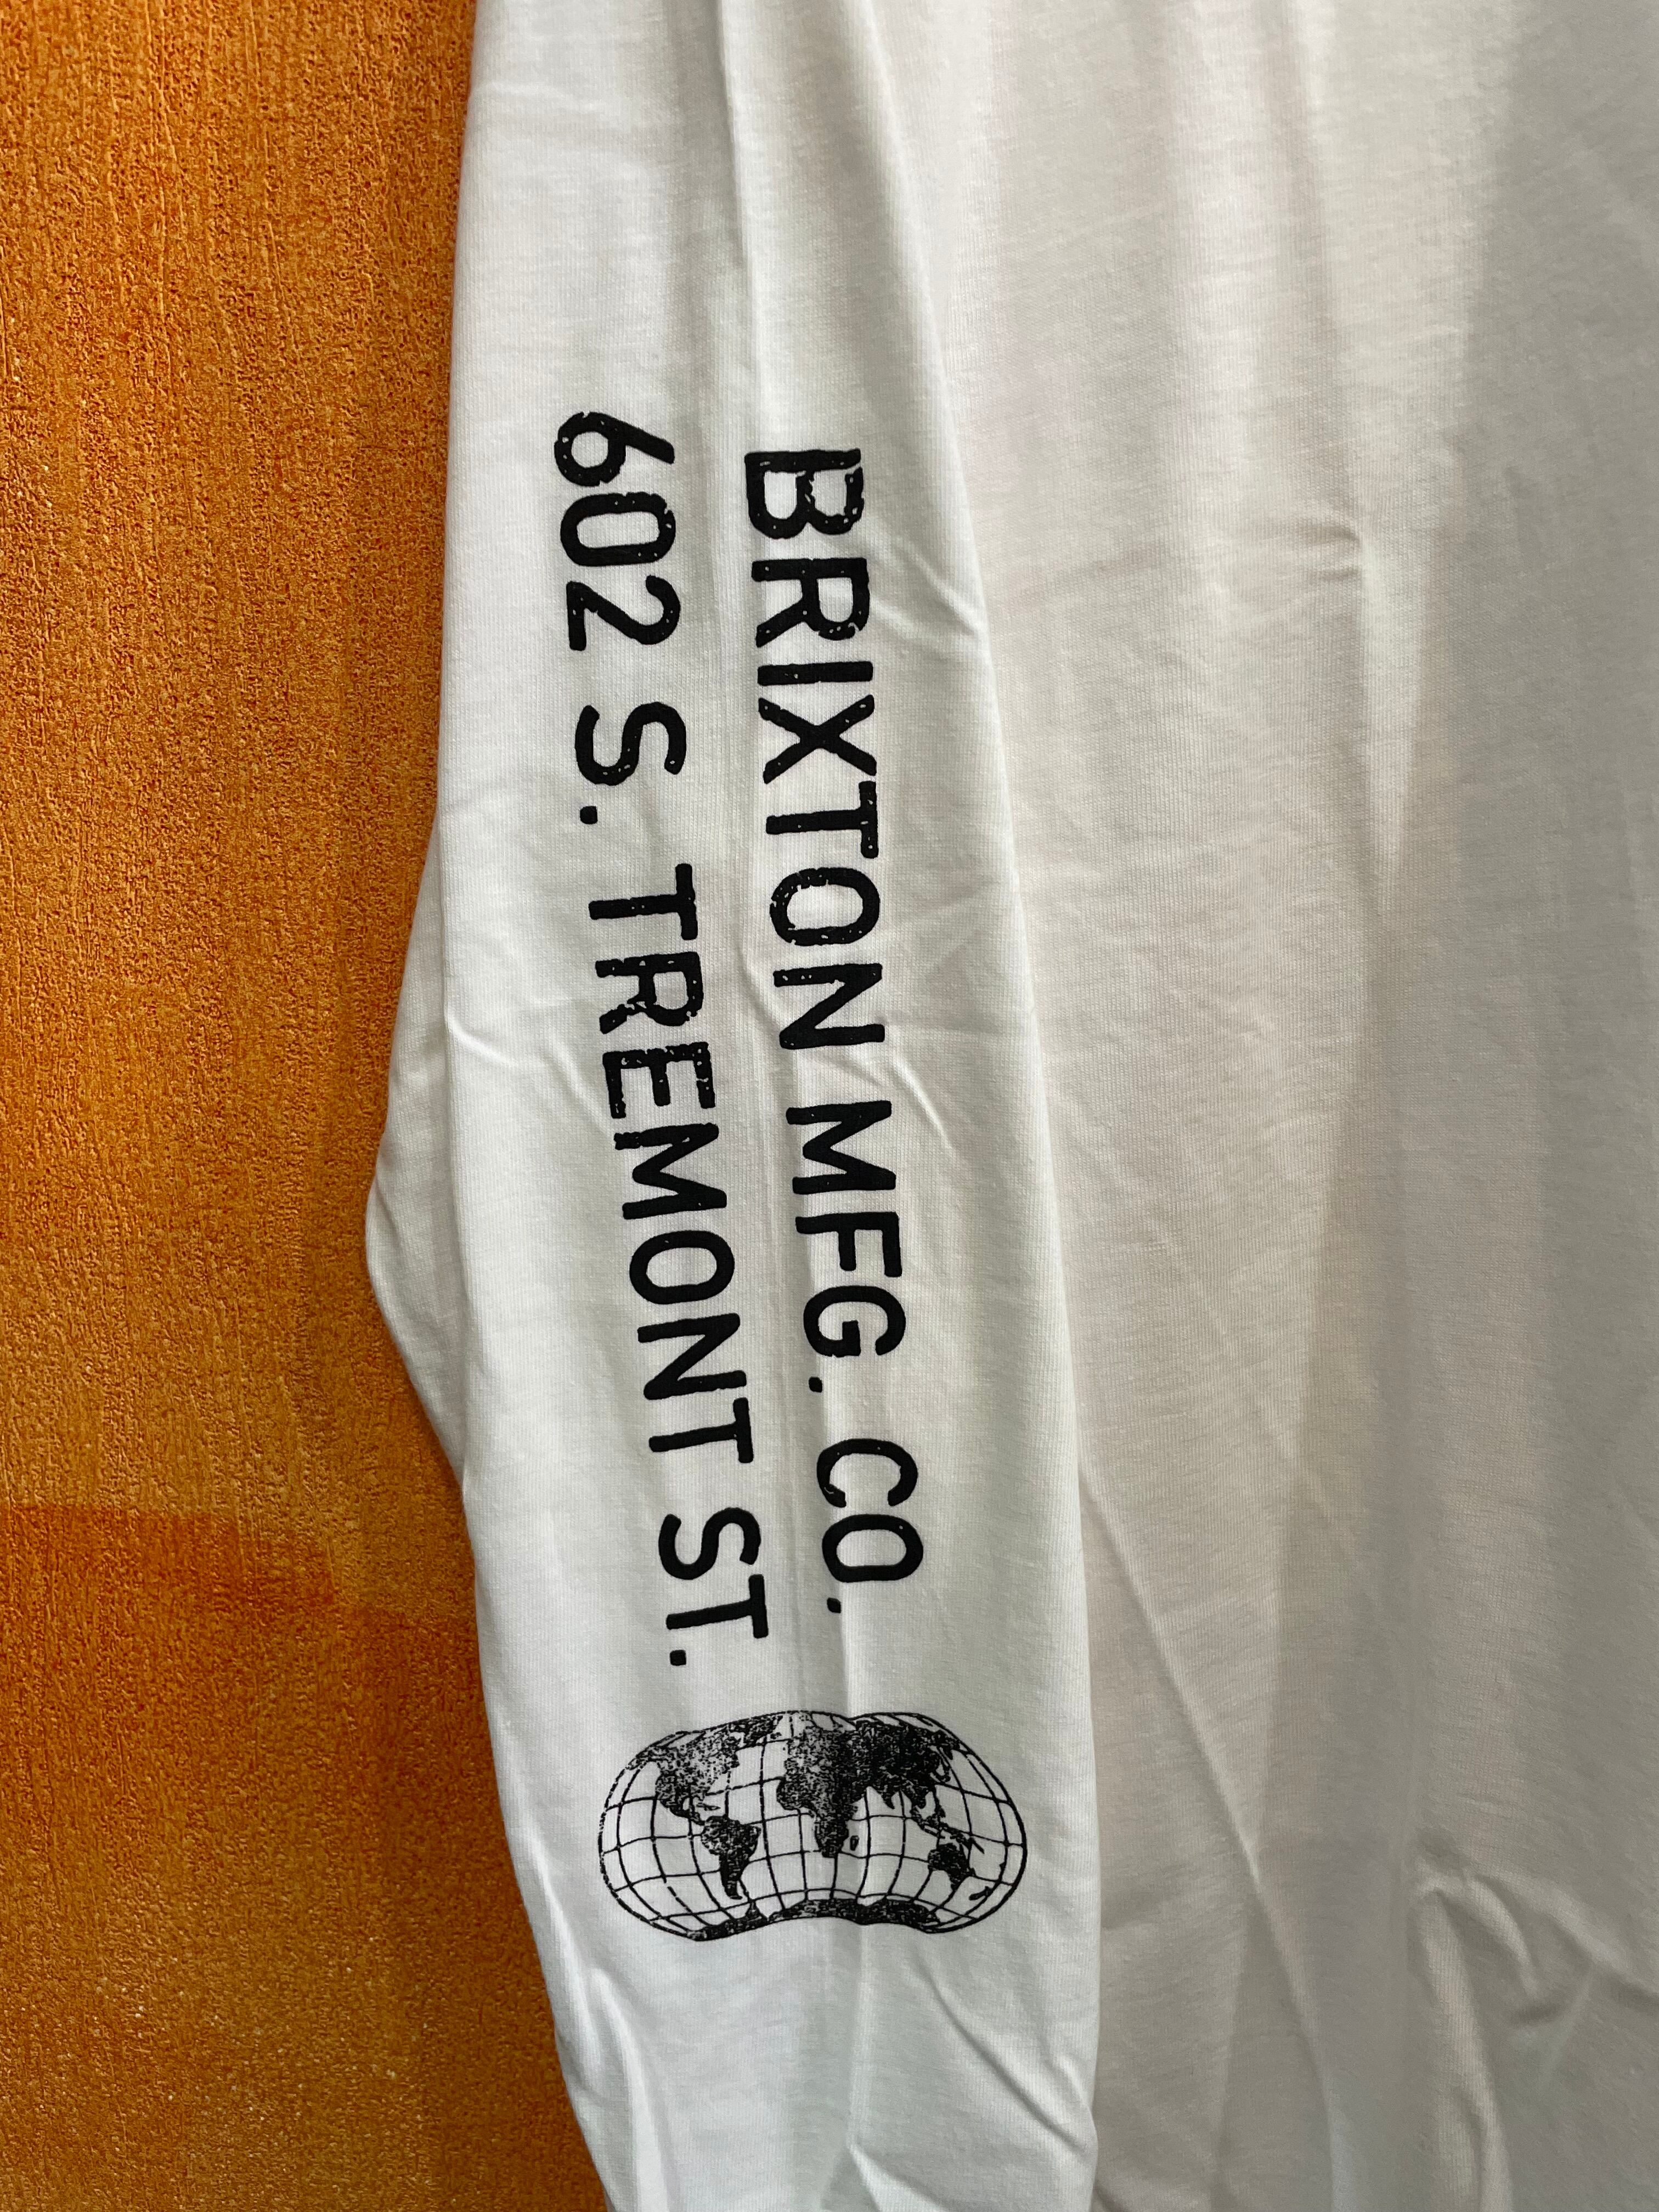 BRIXTON MFG. CO.
602 S. TREMONT ST.